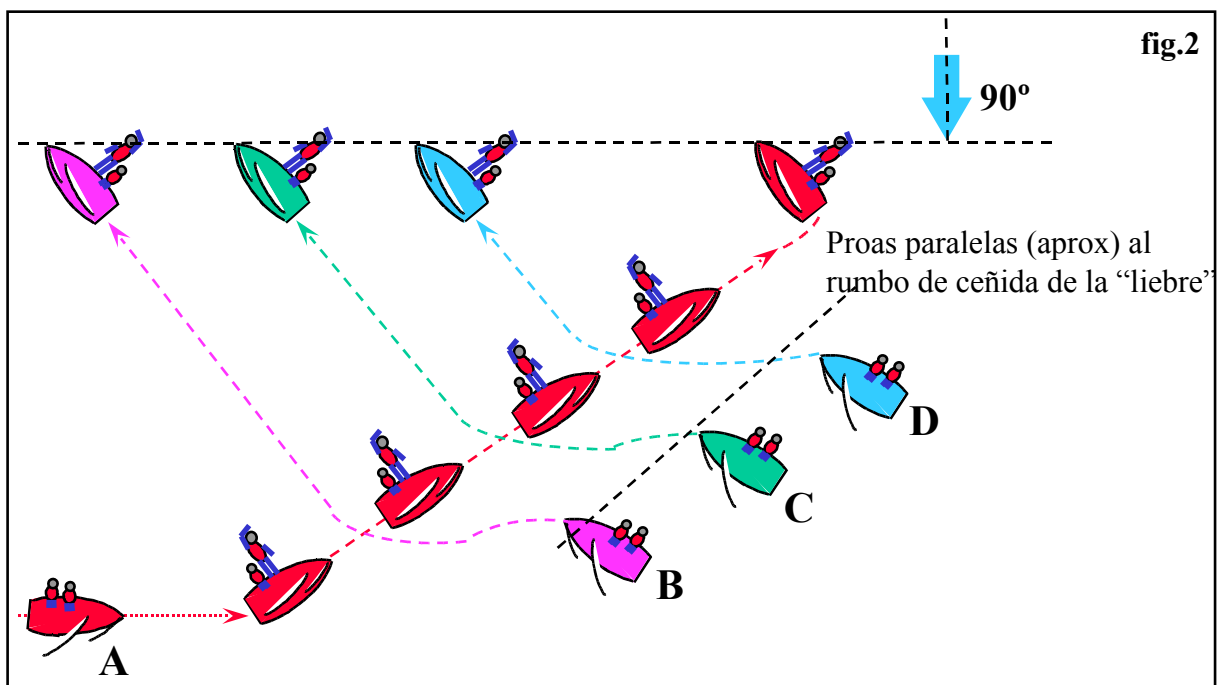 fig.2
90º
Proas paralelas (aprox) al
rumbo de ceñida de la “liebre”
D
C
B
A